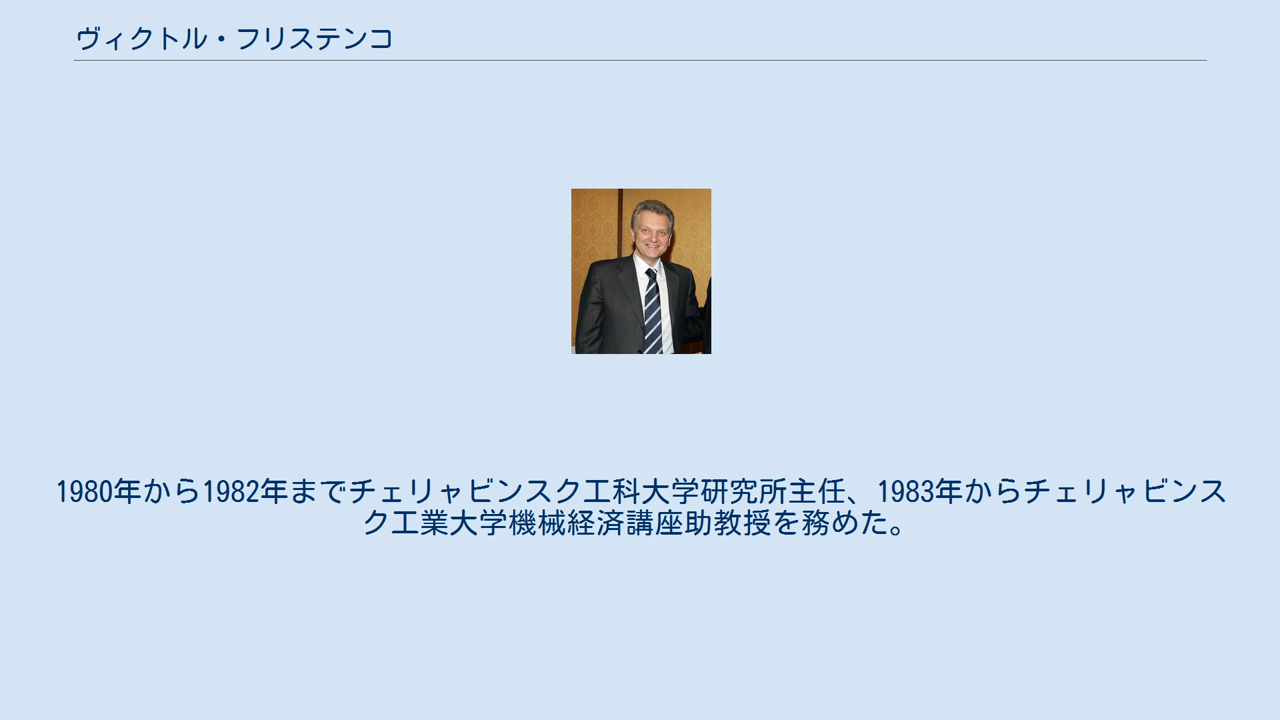 ヴィクトル・フリステンコ
1980年から1982年までチェリャビンスク工科大学研究所主任、1983年からチェリャビンス
ク工業大学機械経済講座助教授を務めた。